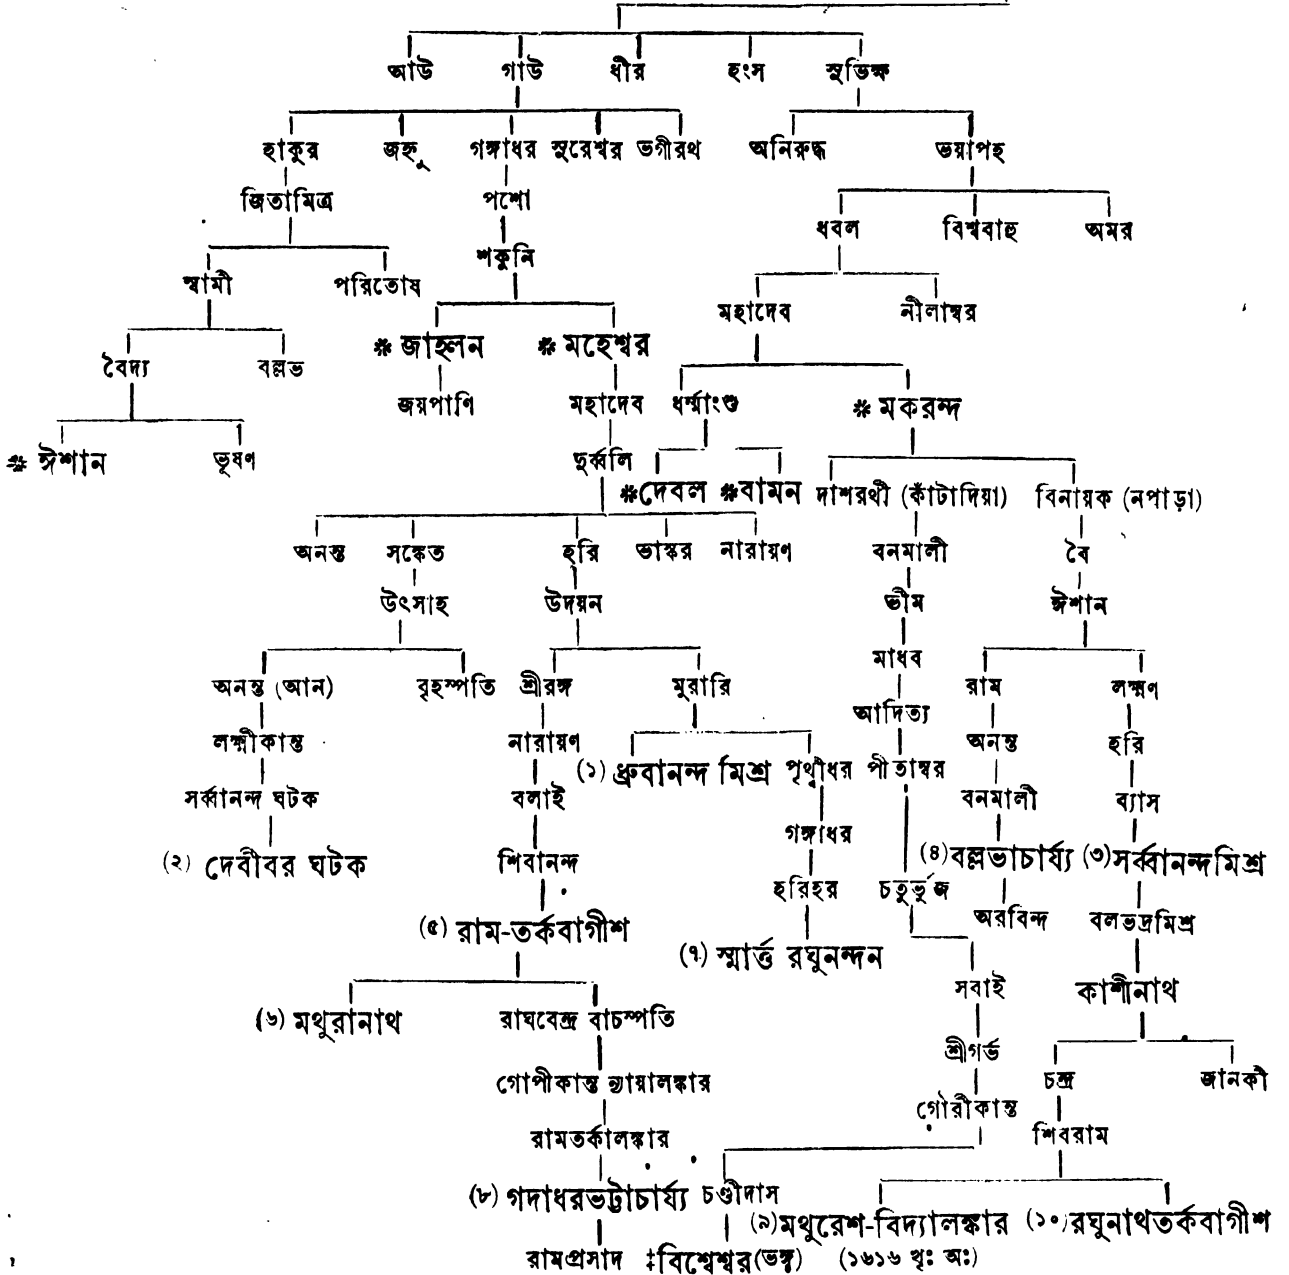 আউ গাউ ধীর হংস সুভিক্ষ
হাকুর জহ্নু গঙ্গাধর সুরেশ্বর ভগীরথ অনিরুদ্ধ ভয়াপহ
জিতামিত্র পশো
ধবল বিশ্ববাহু অমর
শকুনি
স্বামী পরিতোষ
মহাদেব নীলাম্বর
* জাহ্লন * মহেশ্বর
বৈদ্য বল্লভ
জয়পাণি মহাদেব ধর্ম্মাংশু * মকরন্দ
* ঈশান ভূষণ দুর্ব্বলি
*দেবল *বামন দাশরথী (কাঁটাদিয়া) বিনায়ক (নপাড়া)
অনন্ত সঙ্কেত হরি ভাস্কর নারায়ণ বনমালী বৈ
উৎসাহ উদয়ন ভীম ঈশান
মাধব
অনন্ত (আন) বৃহস্পতি শ্রীরঙ্গ মুরারি রাম লক্ষ্মণ
আদিত্য
লক্ষ্মীকান্ত নারায়ণ অনন্ত হরি
(১) ধ্রুবানন্দ মিশ্র পৃথ্বীধর পীতাম্বর
সর্ব্বানন্দ ঘটক বলাই বনমালী ব্যাস
গঙ্গাধর
(২) দেবীবর ঘটক শিবানন্দ (৪) বল্লভাচার্য্য (৩) সর্ব্বানন্দমিশ্র
হরিহর চতুর্ভুজ
অরবিন্দ বলভদ্রমিশ্র
(৫) রাম-তর্কবাগীশ
(৭) স্মার্ত্ত রঘুনন্দন
সবাই কাশীনাথ
(৬) মথুরানাথ রাঘবেন্দ্র বাচস্পতি
শ্রীগর্ভ
গোপীকান্ত ন্যায়ালঙ্কার চন্দ্র জানকী
গৌরীকান্ত
রামতর্কালঙ্কার শিবরাম
(৮) গদাধরভট্টাচার্য্য চণ্ডীদাস
(৯) মথুরেশ-বিদ্যালঙ্কার (১০) রঘুনাথতর্কবাগীশ
রামপ্রসাদ ‡বিশ্বেশ্বর (ভঙ্গ) (১৬১৬ খৃঃ অঃ)